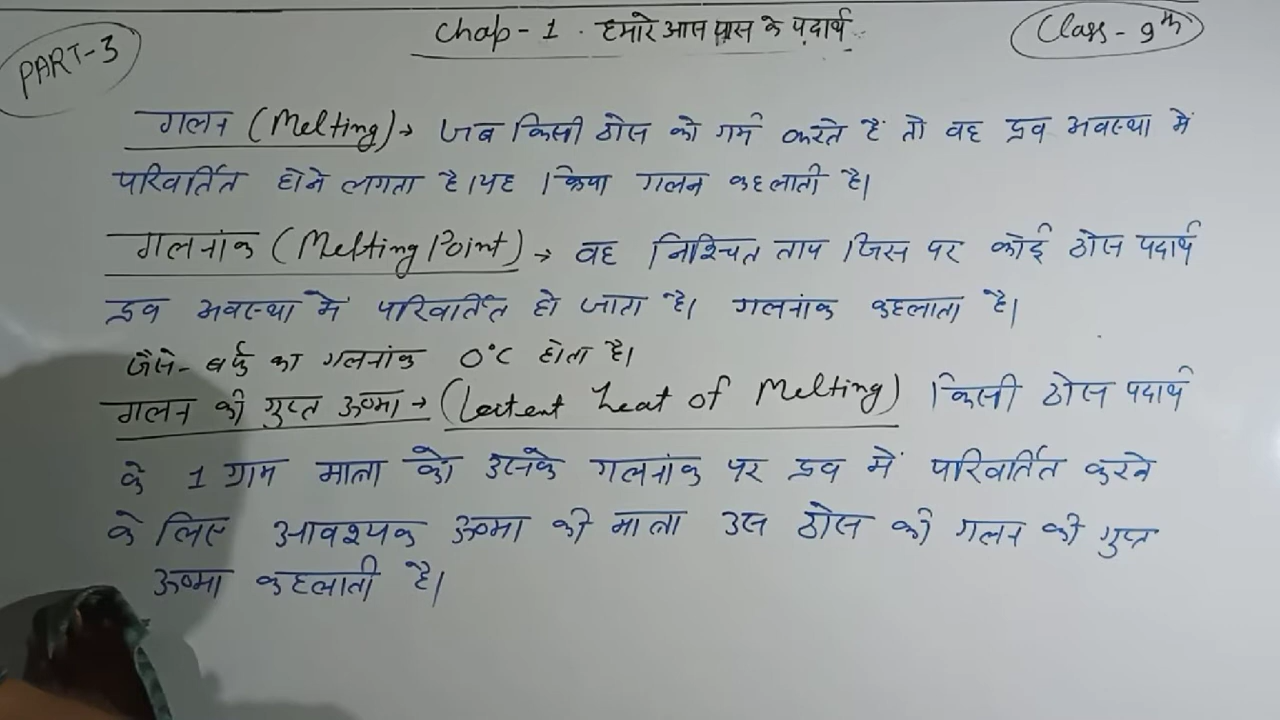 PART-3
Chap-1. हमारे आस पास के पदार्थ
Class-9th
गलन (Melting)→ जब किसी ठोस को गर्म करते हैं तो वह द्रव अवस्था में
परिवर्तित होने लगता है। यह क्रिया गलन कहलाती है।
गलनांक (Melting Point)→ वह निश्चित ताप जिस पर कोई ठोस पदार्थ
द्रव अवस्था में परिवर्तित हो जाता है। गलनांक कहलाता है।
जैसे- बर्फ का गलनांक 0°C होता है।
गलन की गुप्त ऊष्मा→ (Latent heat of Melting) किसी ठोस पदार्थ
के 1 ग्राम मात्रा को उसके गलनांक पर द्रव में परिवर्तित करने
के लिए आवश्यक ऊष्मा की मात्रा उस ठोस की गलन की गुप्त
ऊष्मा कहलाती है।